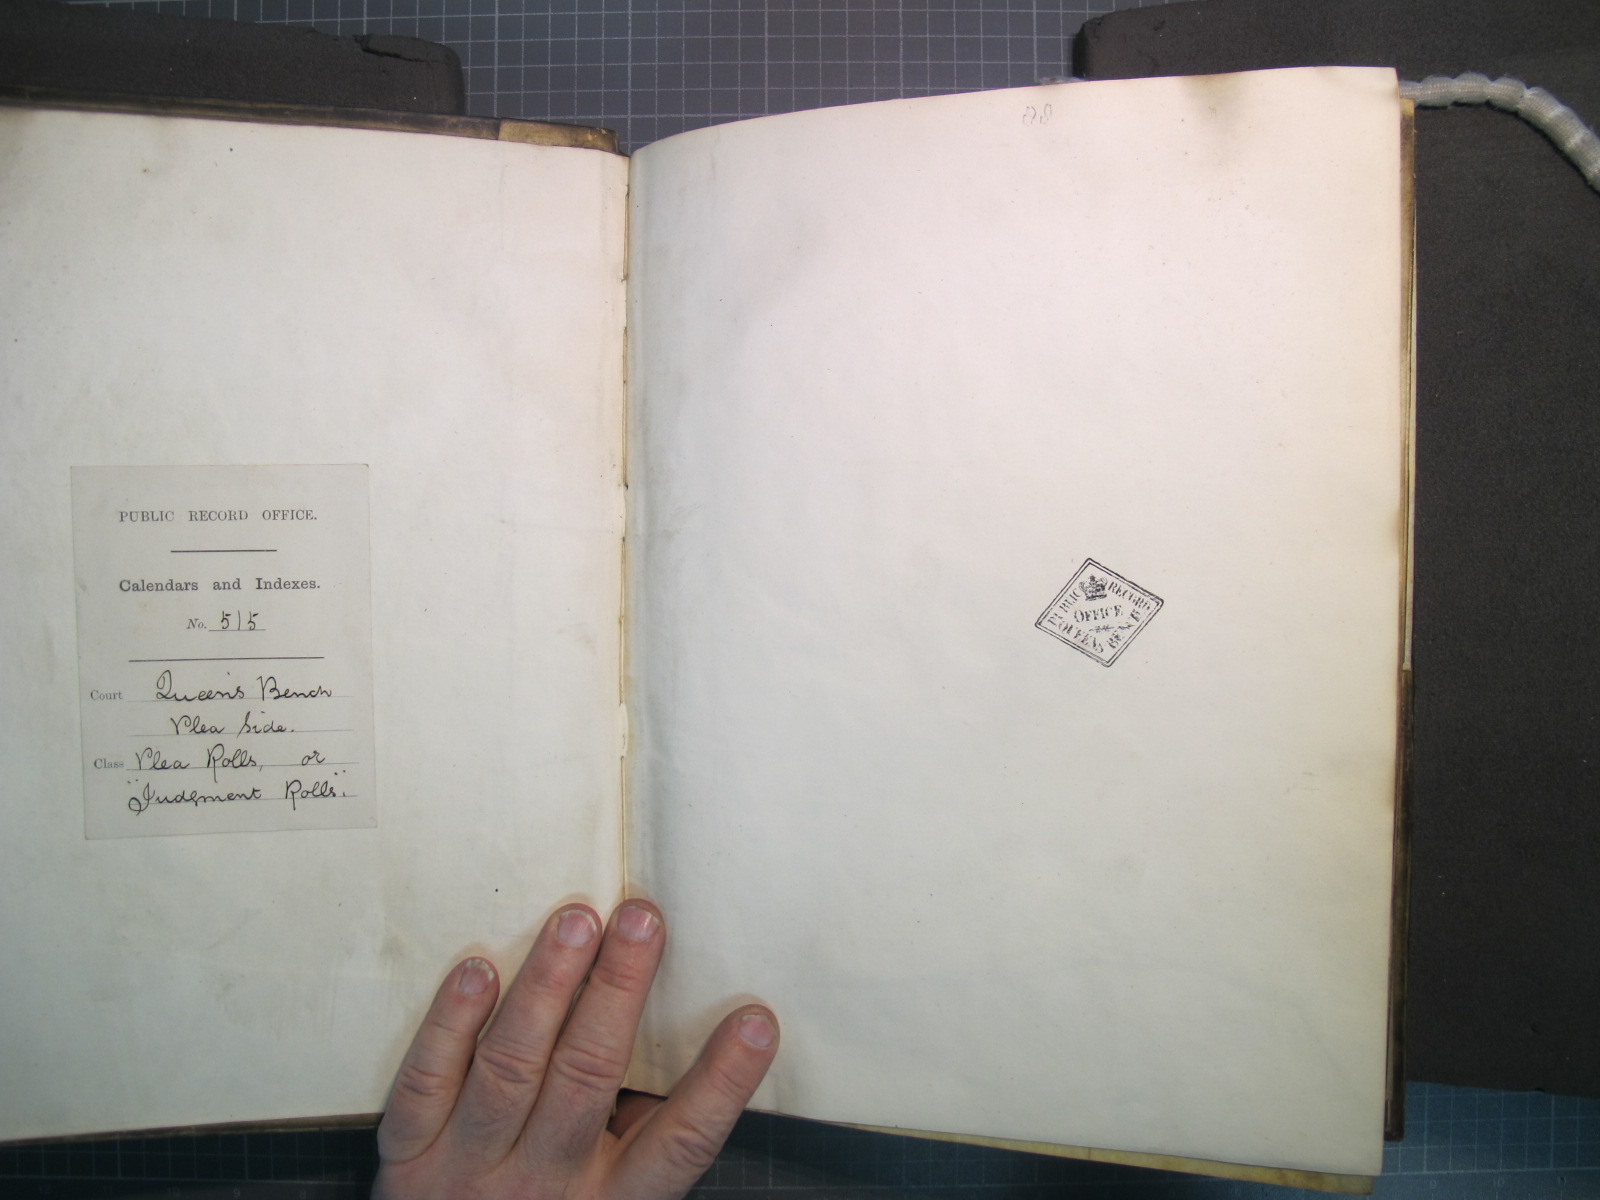 PUBLIC RECORD OFFICE.
Calendars and Indexes.
No. 515
Court Queen's Bench
Plea Side.
Class Plea Rolls, or
"Judgment Rolls".
PUBLIC RECORD
OFFICE
QUEENS BENCH